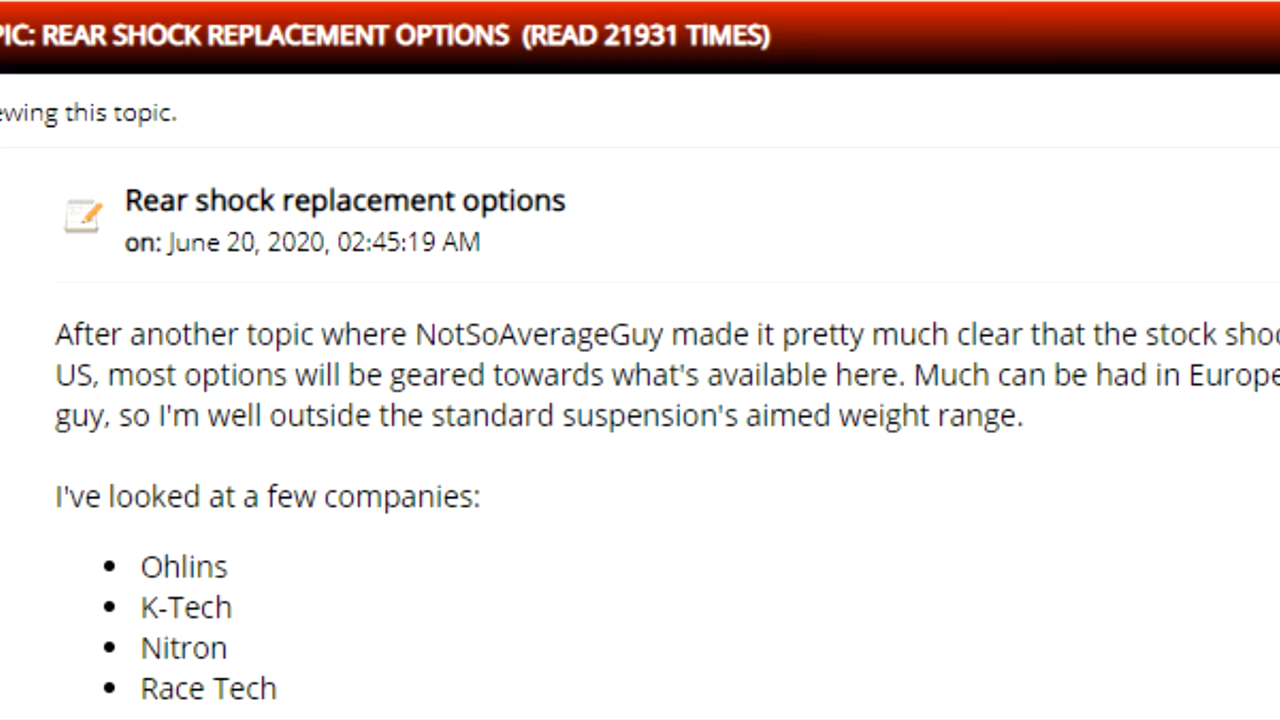 PIC: REAR SHOCK REPLACEMENT OPTIONS (READ 21931 TIMES)
ewing this topic.
Rear shock replacement options
on: June 20, 2020, 02:45:19 AM
After another topic where NotSoAverageGuy made it pretty much clear that the stock shoc
US, most options will be geared towards what's available here. Much can be had in Europe
guy, so I'm well outside the standard suspension's aimed weight range.
I've looked at a few companies:
• Ohlins
• K-Tech
• Nitron
• Race Tech